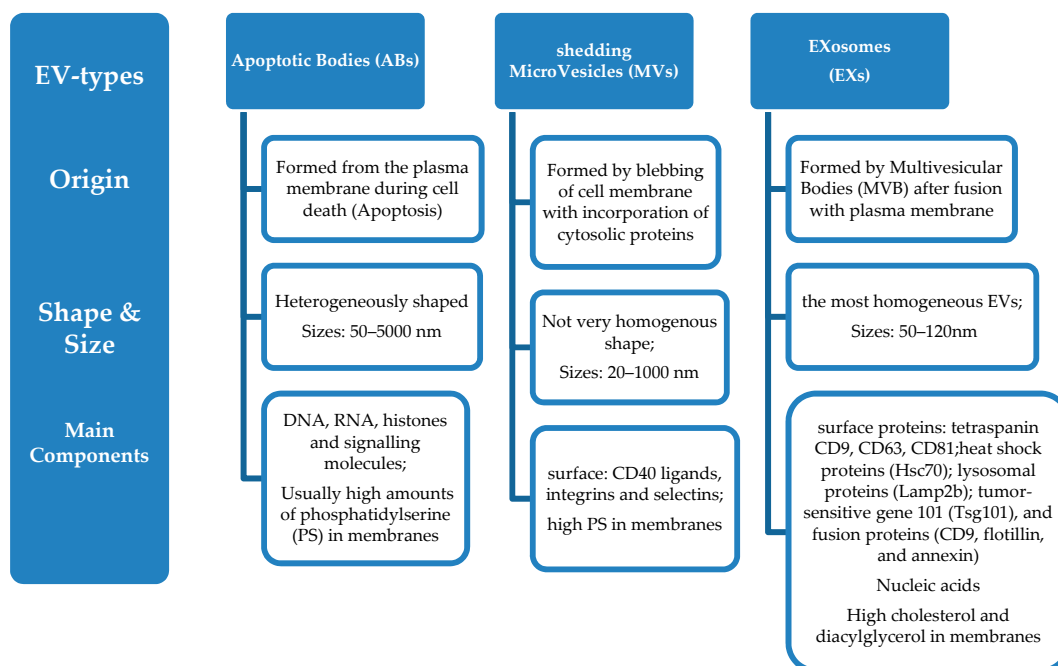 EV-types
Origin
Shape &
Size
Main
Components
Apoptotic Bodies (ABs)
Formed from the plasma
membrane during cell
death (Apoptosis)
Heterogeneously shaped
Sizes: 50–5000 nm
DNA, RNA, histones
and signalling
molecules;
Usually high amounts
of phosphatidylserine
(PS) in membranes
shedding
MicroVesicles (MVs)
Formed by blebbing
of cell membrane
with incorporation of
cytosolic proteins
Not very homogenous
shape;
Sizes: 20–1000 nm
surface: CD40 ligands,
integrins and selectins;
high PS in membranes
EXosomes
(EXs)
Formed by Multivesicular
Bodies (MVB) after fusion
with plasma membrane
the most homogeneous EVs;
Sizes: 50–120nm
surface proteins: tetraspanin
CD9, CD63, CD81;heat shock
proteins (Hsc70); lysosomal
proteins (Lamp2b); tumor-
sensitive gene 101 (Tsg101), and
fusion proteins (CD9, flotillin,
and annexin)
Nucleic acids
High cholesterol and
diacylglycerol in membranes